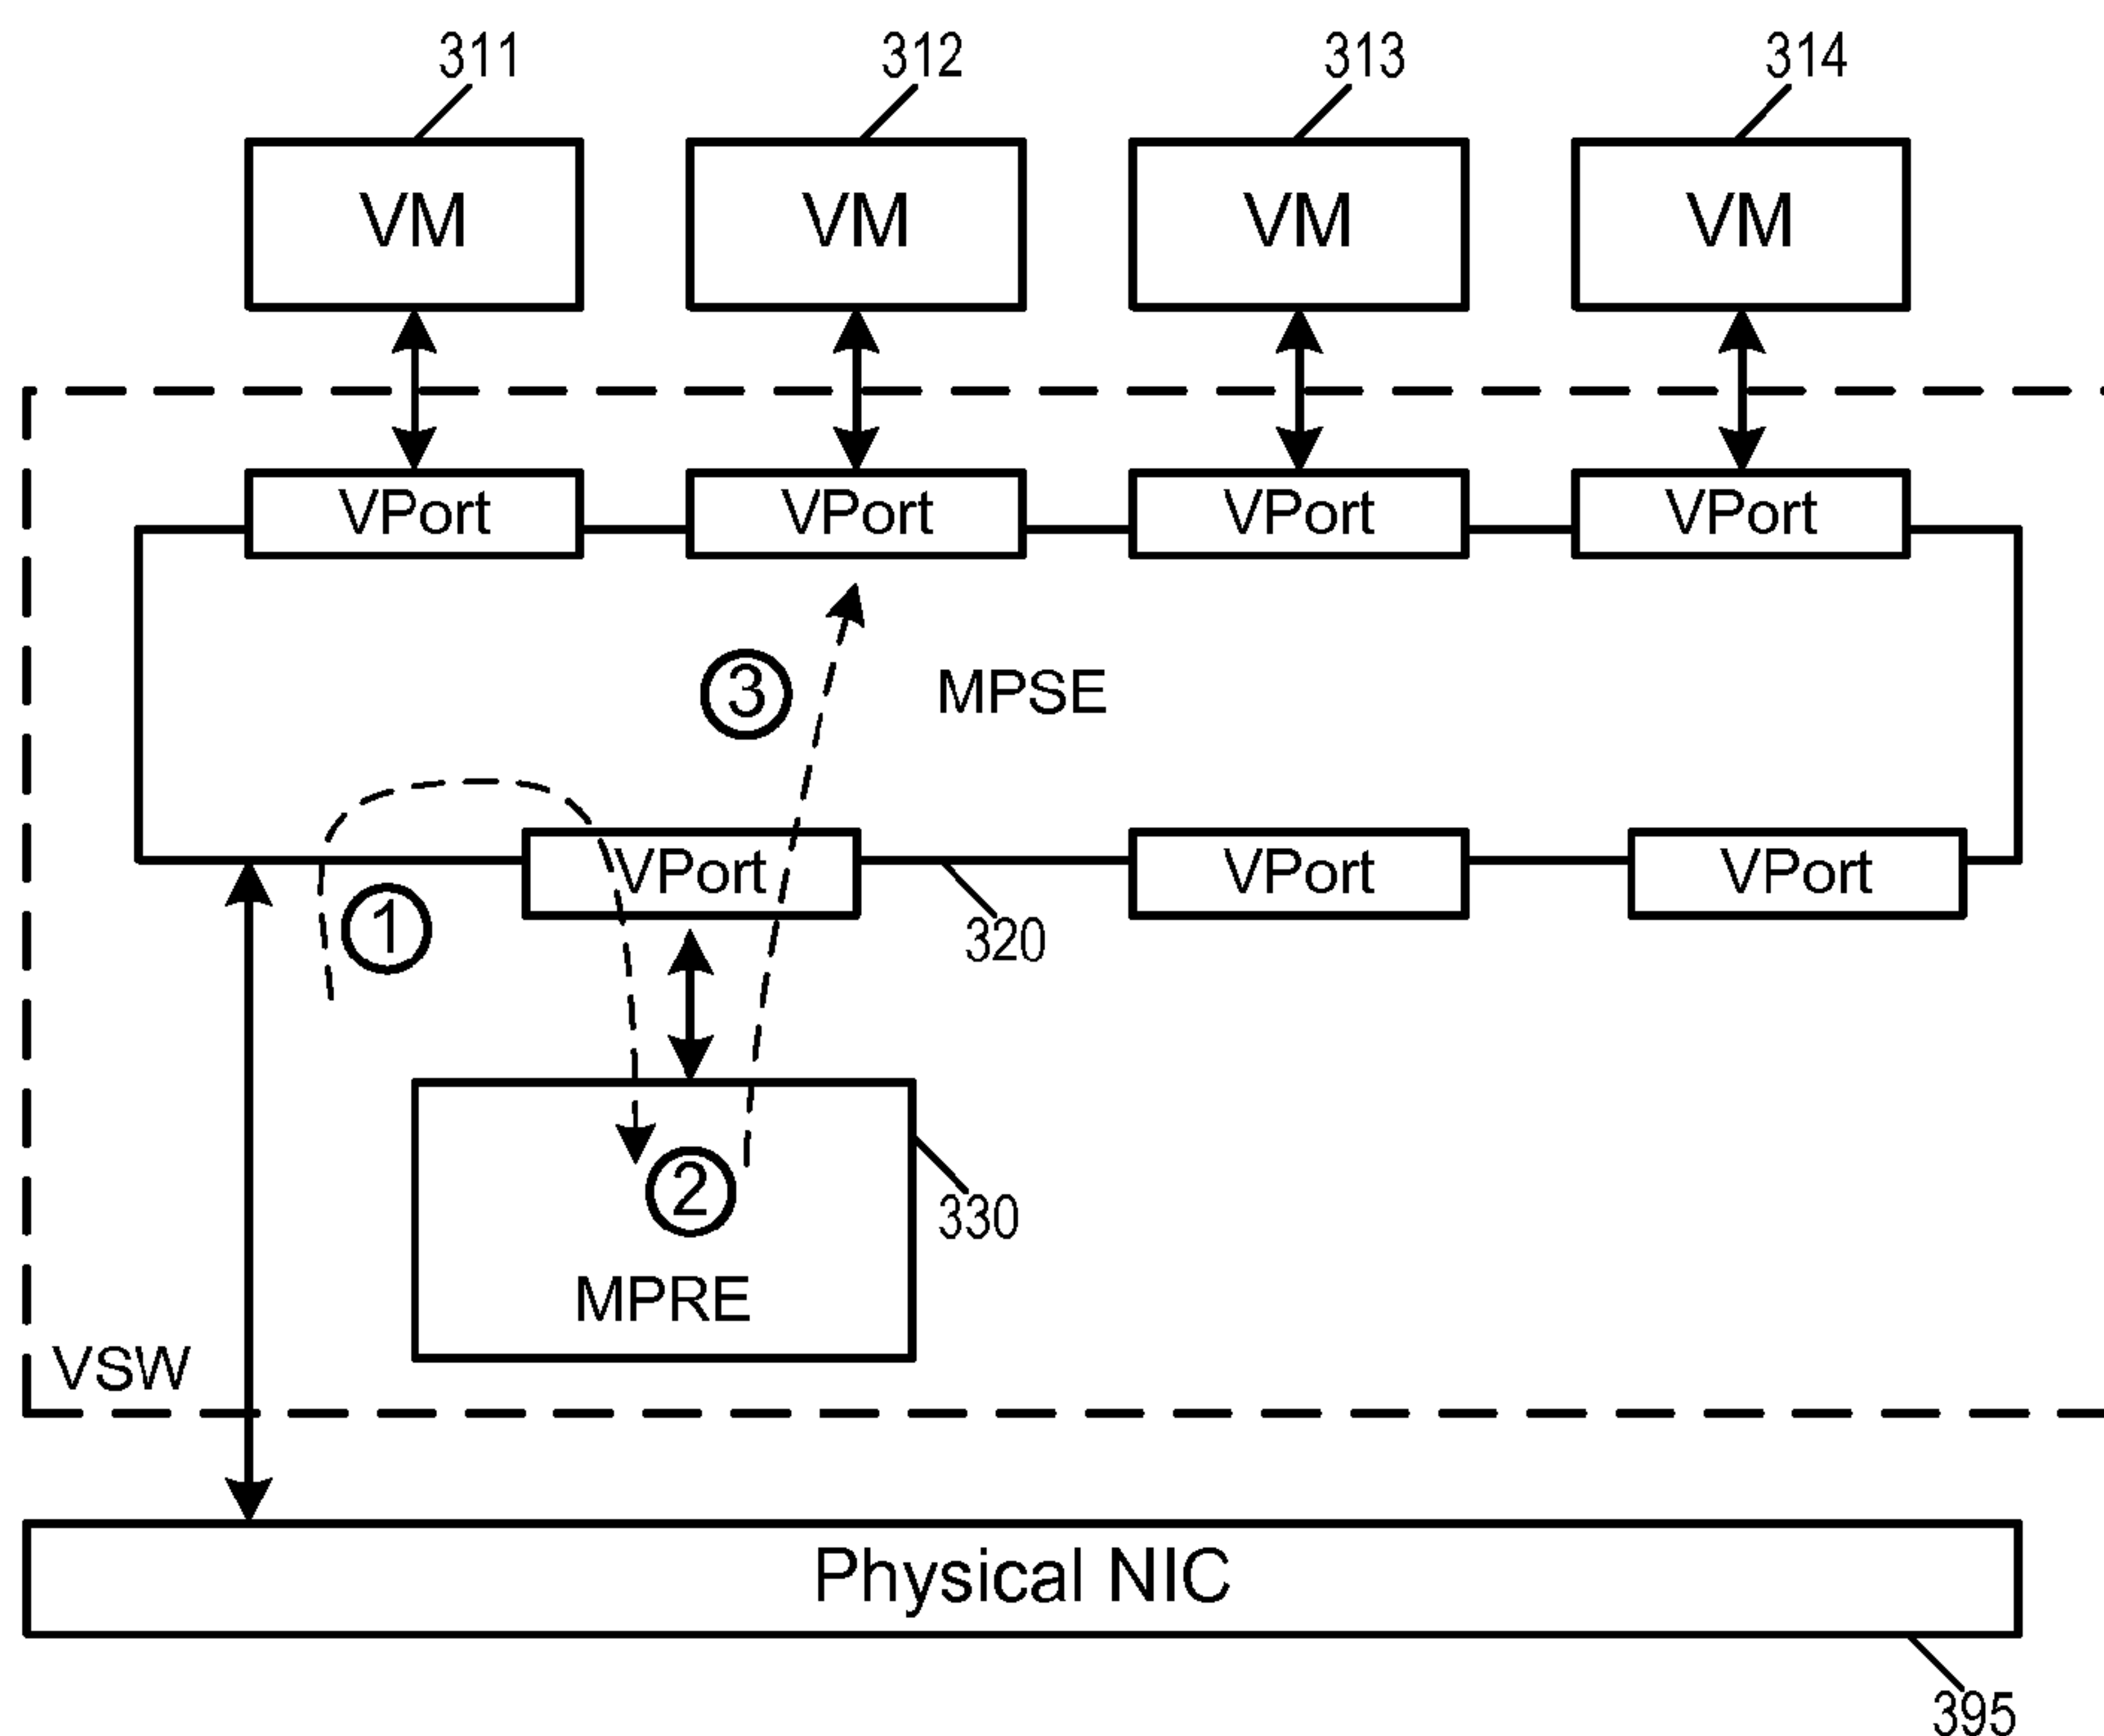 311 312 313 314
VM VM VM VM
VPort VPort VPort VPort
3 MPSE
VPort VPort VPort
1
320
2
330
MPRE
VSW
Physical NIC
395